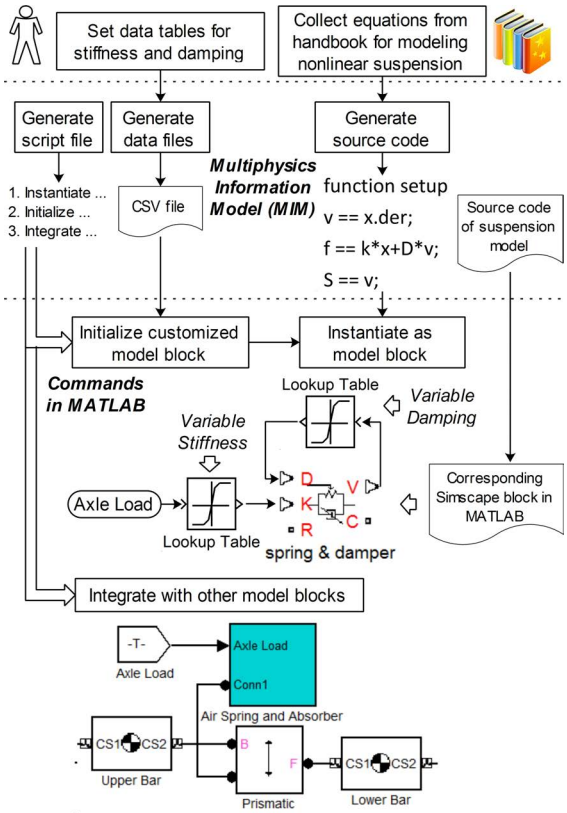 Set data tables for
stiffness and damping
Collect equations from
handbook for modeling
nonlinear suspension
Generate
script file
Generate
data files
Generate
source code
Multiphysics
Information
Model (MIM)
1. Instantiate ...
2. Initialize ...
3. Integrate ...
CSV file
function setup
v == x.der;
f == k*x+D*v;
S == v;
Source code
of suspension
model
Initialize customized
model block
Instantiate as
model block
Commands
in MATLAB
Lookup Table
Variable
Damping
Variable
Stiffness
D
V
K
C
R
Axle Load
Lookup Table
spring & damper
Corresponding
Simscape block in
MATLAB
Integrate with other model blocks
-T-
Axle Load
Axle Load
Conn1
Air Spring and Absorber
CS1
CS2
Upper Bar
B
F
Prismatic
CS1
CS2
Lower Bar